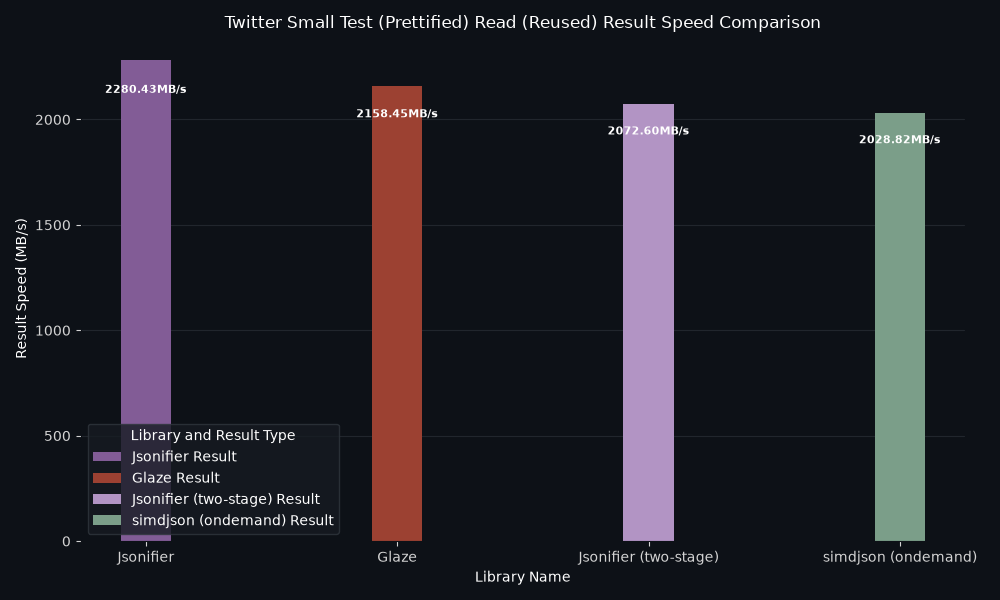 Twitter Small Test (Prettified) Read (Reused) Result Speed Comparison
2280.43MB/s
2158.45MB/s
2072.60MB/s
2028.82MB/s
Result Speed (MB/s)
2000
1500
1000
500
0
Library and Result Type
Jsonifier Result
Glaze Result
Jsonifier (two-stage) Result
simdjson (ondemand) Result
Jsonifier
Glaze
Jsonifier (two-stage)
simdjson (ondemand)
Library Name